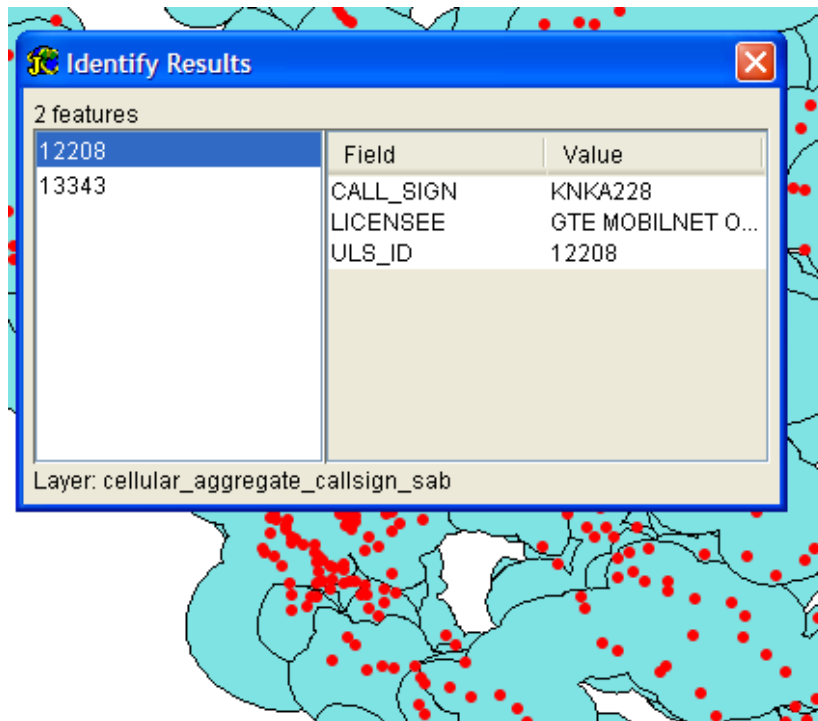 Identify Results
2 features
12208
13343
Field Value
CALL_SIGN KNKA228
LICENSEE GTE MOBILNET O...
ULS_ID 12208
Layer: cellular_aggregate_callsign_sab